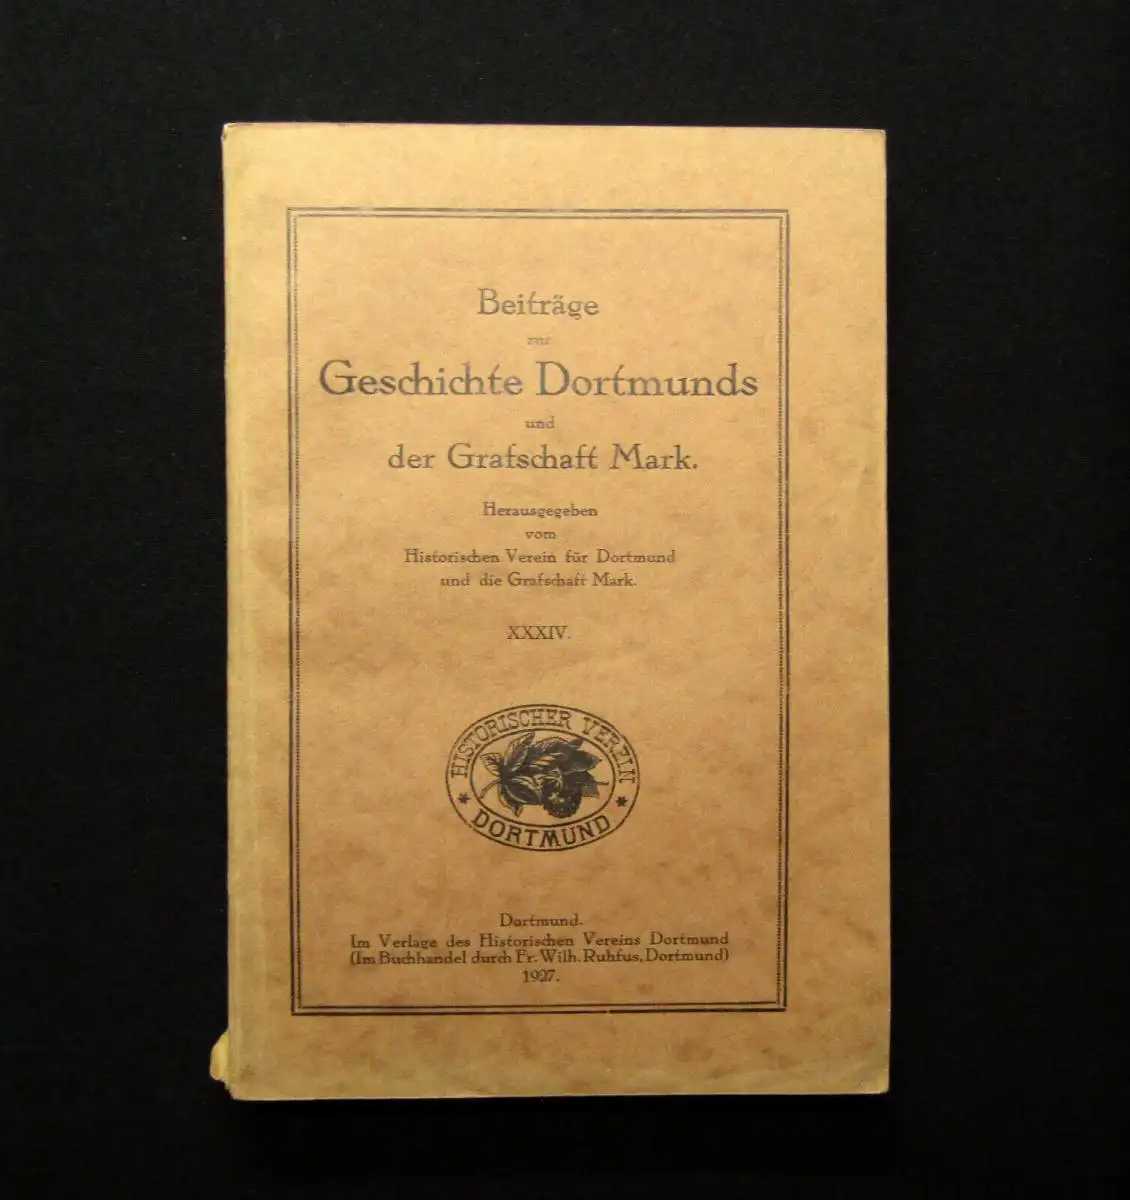 Beiträge
zur
Geschichte Dortmunds
und
der Grafschaft Mark.
Herausgegeben
vom
Historischen Verein für Dortmund
und die Grafschaft Mark.
XXXIV.
HISTORISCHER VEREIN
* DORTMUND *
Dortmund.
Im Verlage des Historischen Vereins Dortmund
(Im Buchhandel durch Fr. Wilh. Ruhfus, Dortmund)
1927.